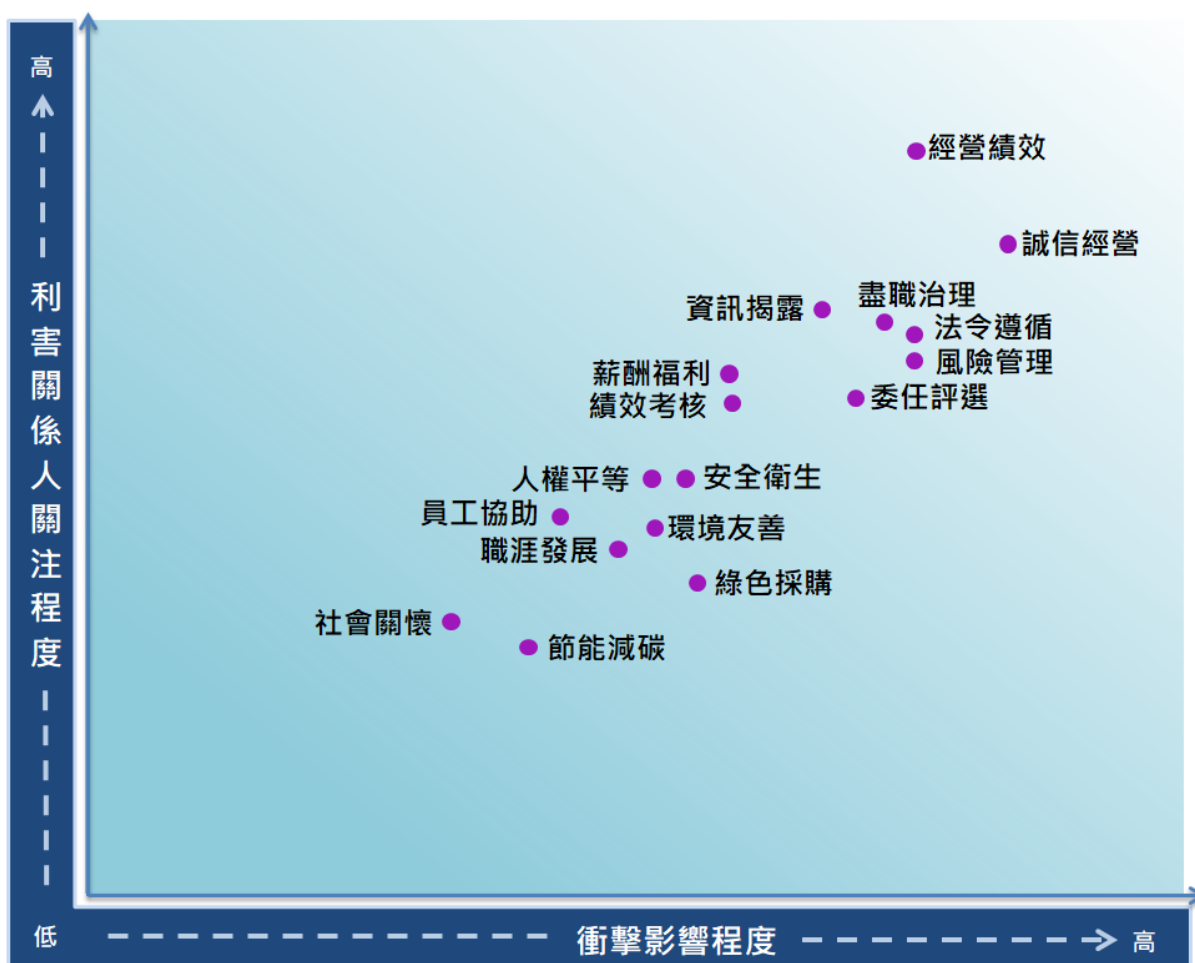 高
利害關係人關注程度
低
經營績效
誠信經營
盡職治理
資訊揭露
法令遵循
風險管理
薪酬福利
委任評選
績效考核
人權平等
安全衛生
員工協助
環境友善
職涯發展
綠色採購
社會關懷
節能減碳
衝擊影響程度
高